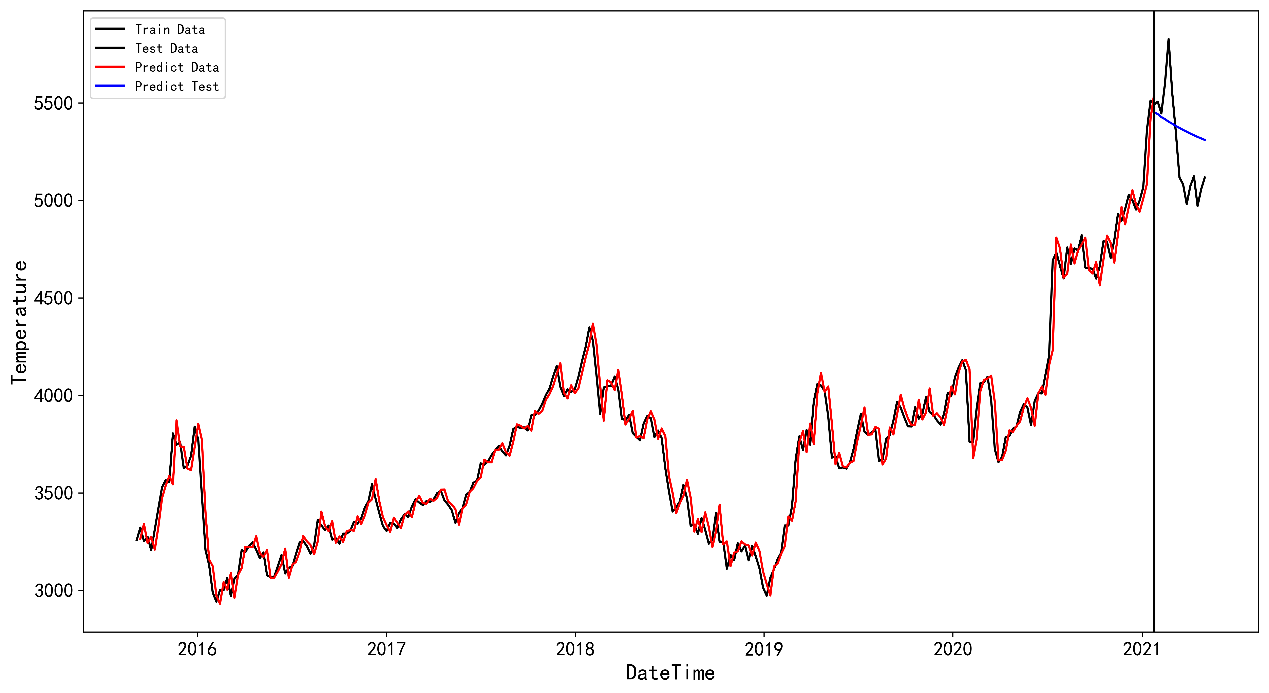 Train Data
Test Data
Predict Data
Predict Test
5500
5000
4500
4000
3500
3000
Temperature
2016 2017 2018 2019 2020 2021
DateTime